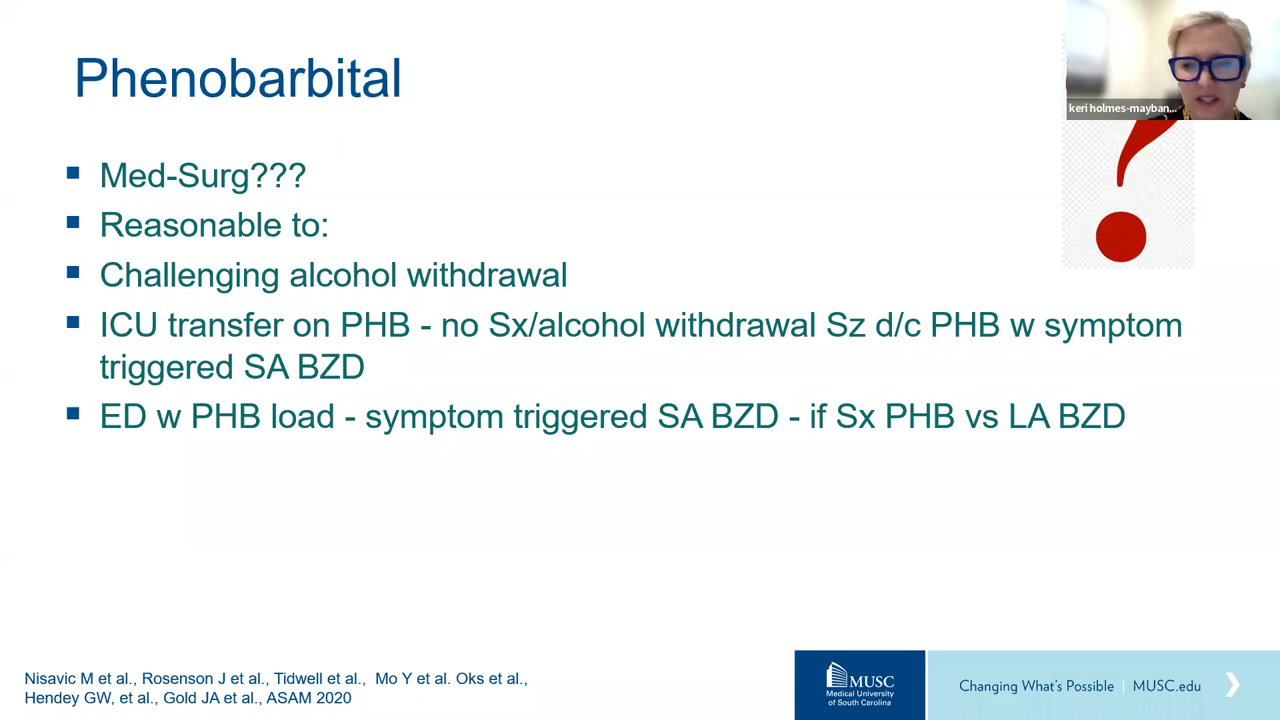 Phenobarbital
keri holmes-mayban...
Med-Surg???
Reasonable to:
Challenging alcohol withdrawal
ICU transfer on PHB - no Sx/alcohol withdrawal Sz d/c PHB w symptom
triggered SA BZD
ED w PHB load - symptom triggered SA BZD - if Sx PHB vs LA BZD
Nisavic M et al., Rosenson J et al., Tidwell et al., Mo Y et al. Oks et al.,
Hendey GW, et al., Gold JA et al., ASAM 2020
MUSC
Medical University
of South Carolina
Changing What's Possible | MUSC.edu